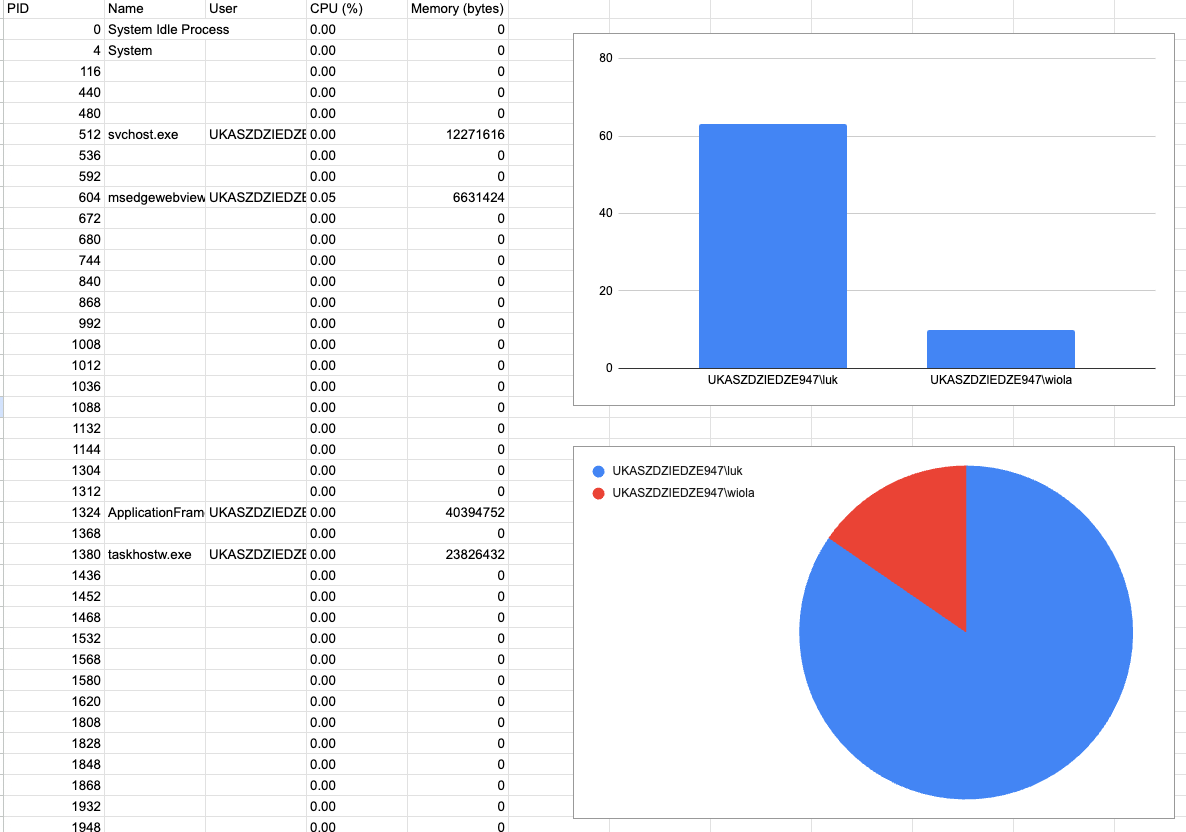 PID Name User CPU (%) Memory (bytes)
0 System Idle Process 0.00 0
4 System 0.00 0
116 0.00 0
440 0.00 0
480 0.00 0
512 svchost.exe UKASZDZIEDZE 0.00 12271616
536 0.00 0
592 0.00 0
604 msedgewebview UKASZDZIEDZE 0.05 6631424
672 0.00 0
680 0.00 0
744 0.00 0
840 0.00 0
868 0.00 0
992 0.00 0
1008 0.00 0
1012 0.00 0
1036 0.00 0
1088 0.00 0
1132 0.00 0
1144 0.00 0
1304 0.00 0
1312 0.00 0
1324 ApplicationFram UKASZDZIEDZE 0.00 40394752
1368 0.00 0
1380 taskhostw.exe UKASZDZIEDZE 0.00 23826432
1436 0.00 0
1452 0.00 0
1468 0.00 0
1532 0.00 0
1568 0.00 0
1580 0.00 0
1620 0.00 0
1808 0.00 0
1828 0.00 0
1848 0.00 0
1868 0.00 0
1932 0.00 0
1948 0.00 0
80
60
40
20
0
UKASZDZIEDZE947\luk UKASZDZIEDZE947\wiola
UKASZDZIEDZE947\luk
UKASZDZIEDZE947\wiola